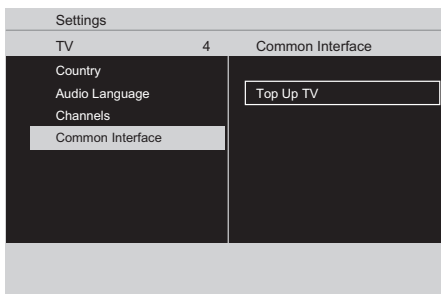 Settings
TV 4 Common Interface
Country
Audio Language Top Up TV
Channels
Common Interface